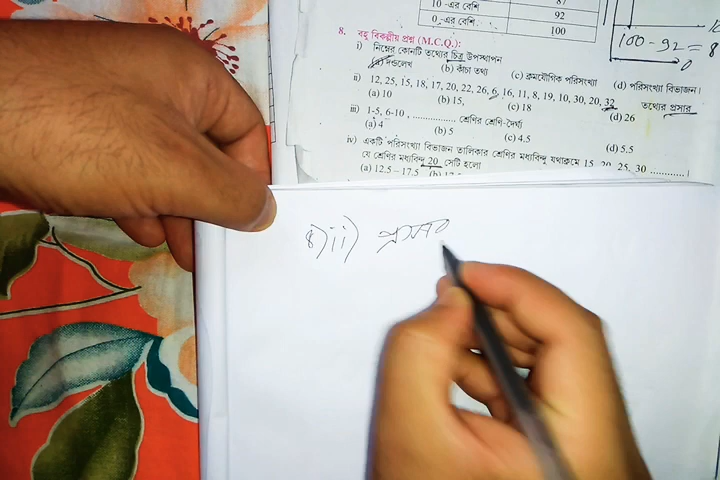 10 -এর বেশি 87
0 -এর বেশি 92
100
100 - 92 = 8
8. বহু বিকল্পীয় প্রশ্ন (M.C.Q.):
i) নিম্নের কোনটি তথ্যের চিত্র উপস্থাপন
(a) দণ্ডলেখ (b) কাঁচা তথ্য (c) ক্রমযৌগিক পরিসংখ্যা (d) পরিসংখ্যা বিভাজন।
ii) 12, 25, 15, 18, 17, 20, 22, 26, 6, 16, 11, 8, 19, 10, 30, 20, 32 তথ্যের প্রসার
(a) 10 (b) 15, (c) 18 (d) 26
iii) 1-5, 6-10, .............. শ্রেণির শ্রেণি-দৈর্ঘ্য
(a) 4 (b) 5 (c) 4.5 (d) 5.5
iv) একটি পরিসংখ্যা বিভাজন তালিকার শ্রেণির মধ্যবিন্দু যথাক্রমে 15, 20, 25, 30 ...........।
যে শ্রেণির মধ্যবিন্দু 20 সেটি হলো
(a) 12.5 – 17.5 (b)
8) ii) প্রসার